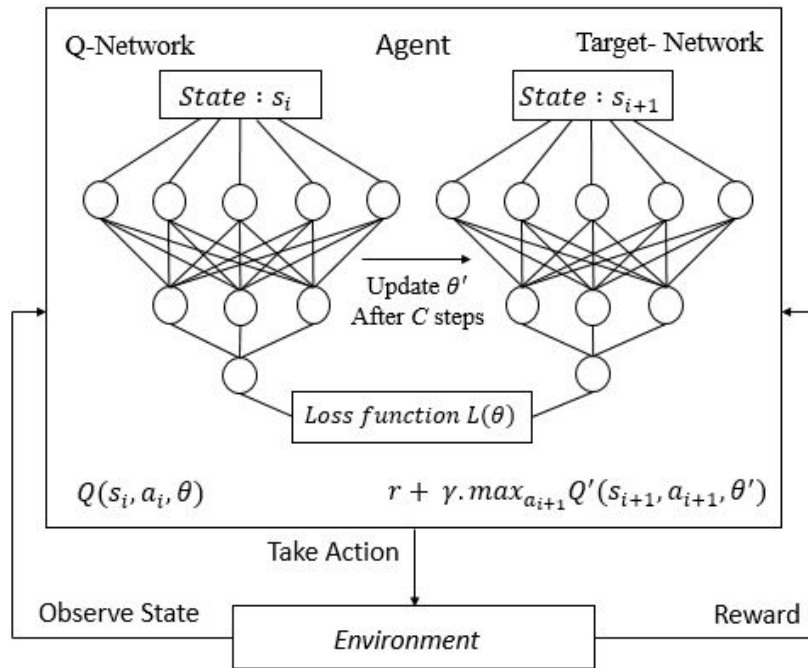 Q-Network
Agent
Target- Network
State : s_i
State : s_{i+1}
Update θ′
After C steps
Loss function L(θ)
Q(s_i, a_i, θ)
r + γ.max_{a_{i+1}}Q′(s_{i+1}, a_{i+1}, θ′)
Take Action
Observe State
Reward
Environment